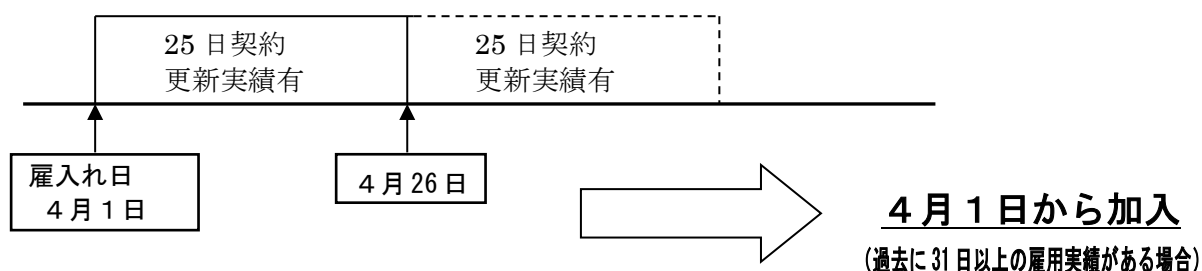 25日契約
更新実績有
25日契約
更新実績有
雇入れ日
４月１日
４月26日
４月１日から加入
(過去に31日以上の雇用実績がある場合)